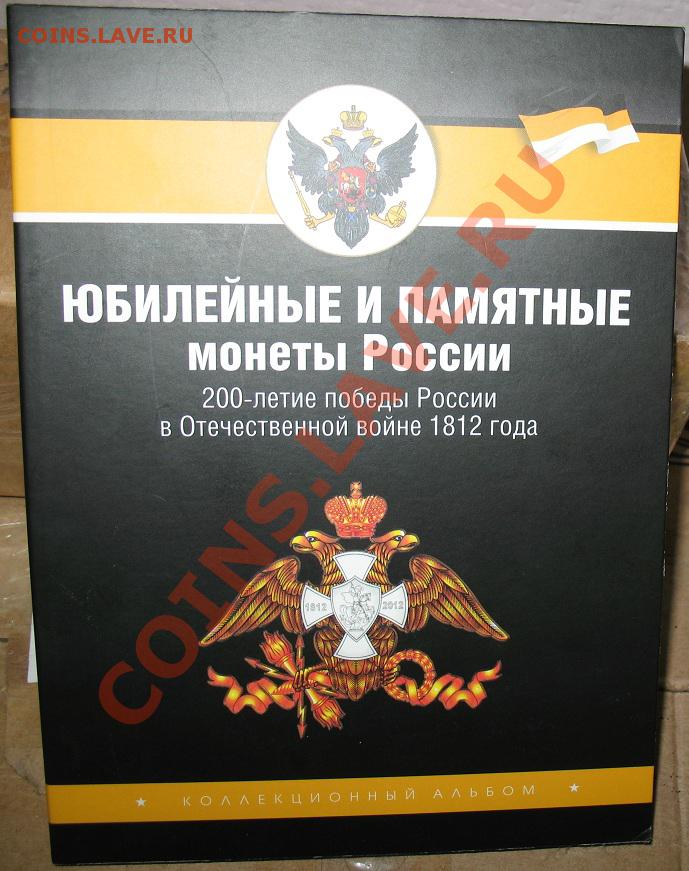 COINS.LAVE.RU
ЮБИЛЕЙНЫЕ И ПАМЯТНЫЕ
монеты России
200-летие победы России
в Отечественной войне 1812 года
COINS.LAVE.RU
1812 2012
★ КОЛЛЕКЦИОННЫЙ АЛЬБОМ ★